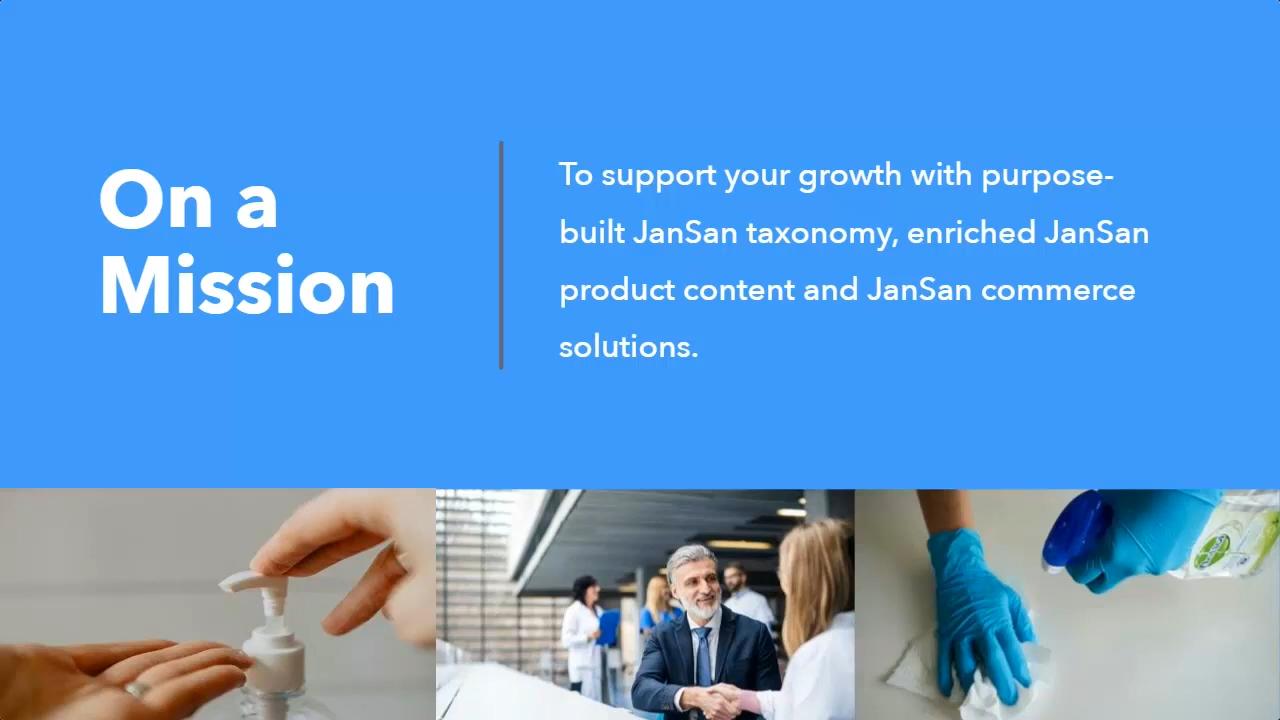 On a
Mission
To support your growth with purpose-
built JanSan taxonomy, enriched JanSan
product content and JanSan commerce
solutions.